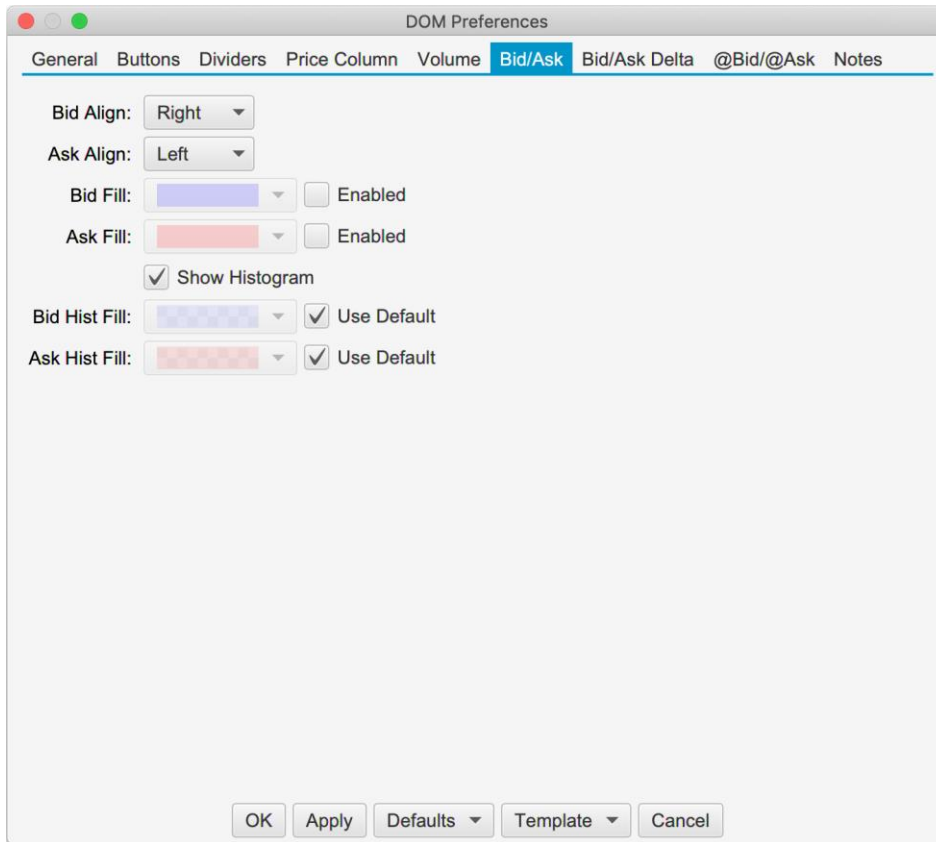 DOM Preferences
General Buttons Dividers Price Column Volume Bid/Ask Bid/Ask Delta @Bid/@Ask Notes
Bid Align: Right
Ask Align: Left
Bid Fill: Enabled
Ask Fill: Enabled
Show Histogram
Bid Hist Fill: Use Default
Ask Hist Fill: Use Default
OK Apply Defaults Template Cancel